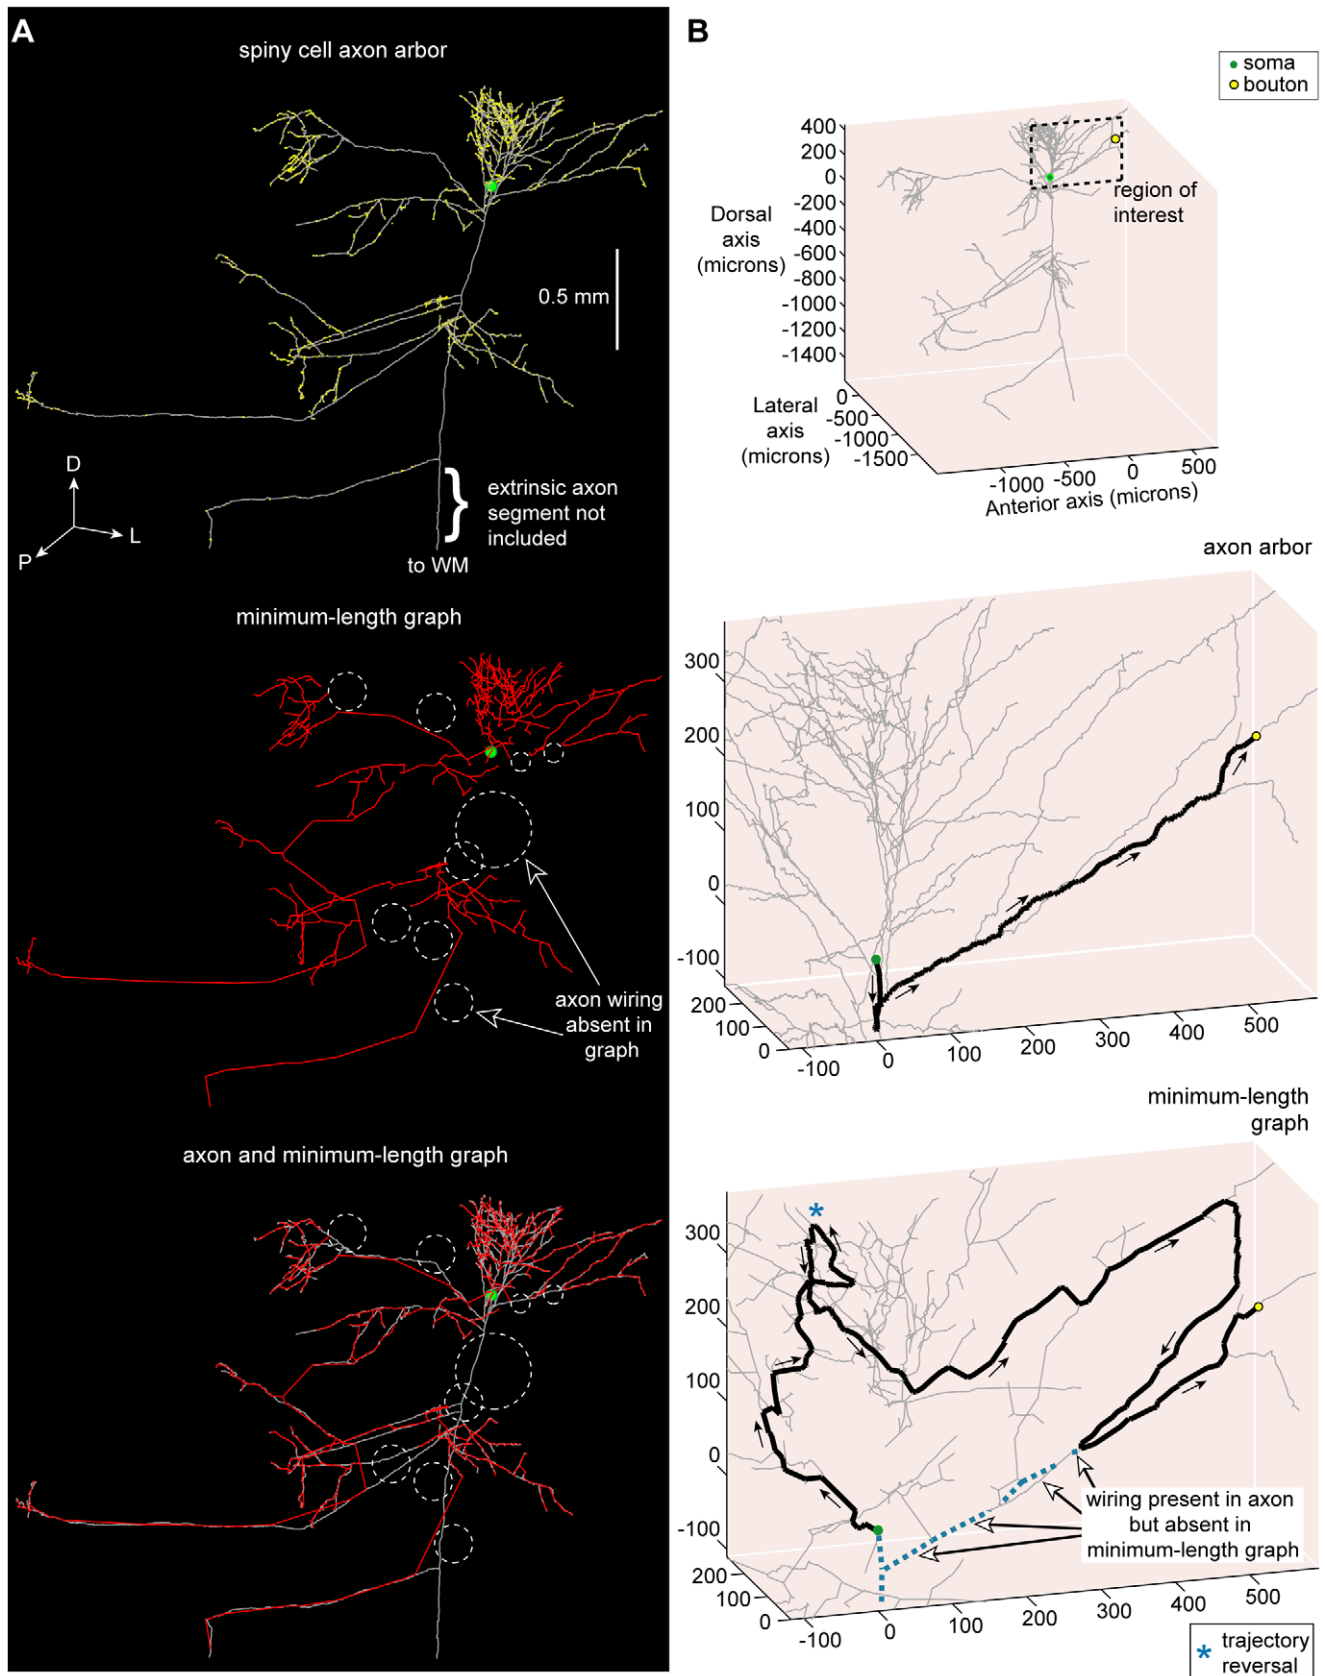 A
spiny cell axon arbor
0.5 mm
D
L
P
extrinsic axon
segment not
included
to WM
minimum-length graph
axon wiring
absent in
graph
axon and minimum-length graph
B
soma
bouton
400
200
0
-200
-400
-600
-800
-1000
-1200
-1400
Dorsal
axis
(microns)
region of
interest
0
-500
-1000
-1500
Lateral
axis
(microns)
-1000
-500
0
500
Anterior axis (microns)
axon arbor
300
200
100
0
-100
200
100
0
-100
0
100
200
300
400
500
minimum-length
graph
*
300
200
100
0
-100
200
100
0
-100
0
100
200
300
400
500
wiring present in axon
but absent in
minimum-length graph
* trajectory
reversal